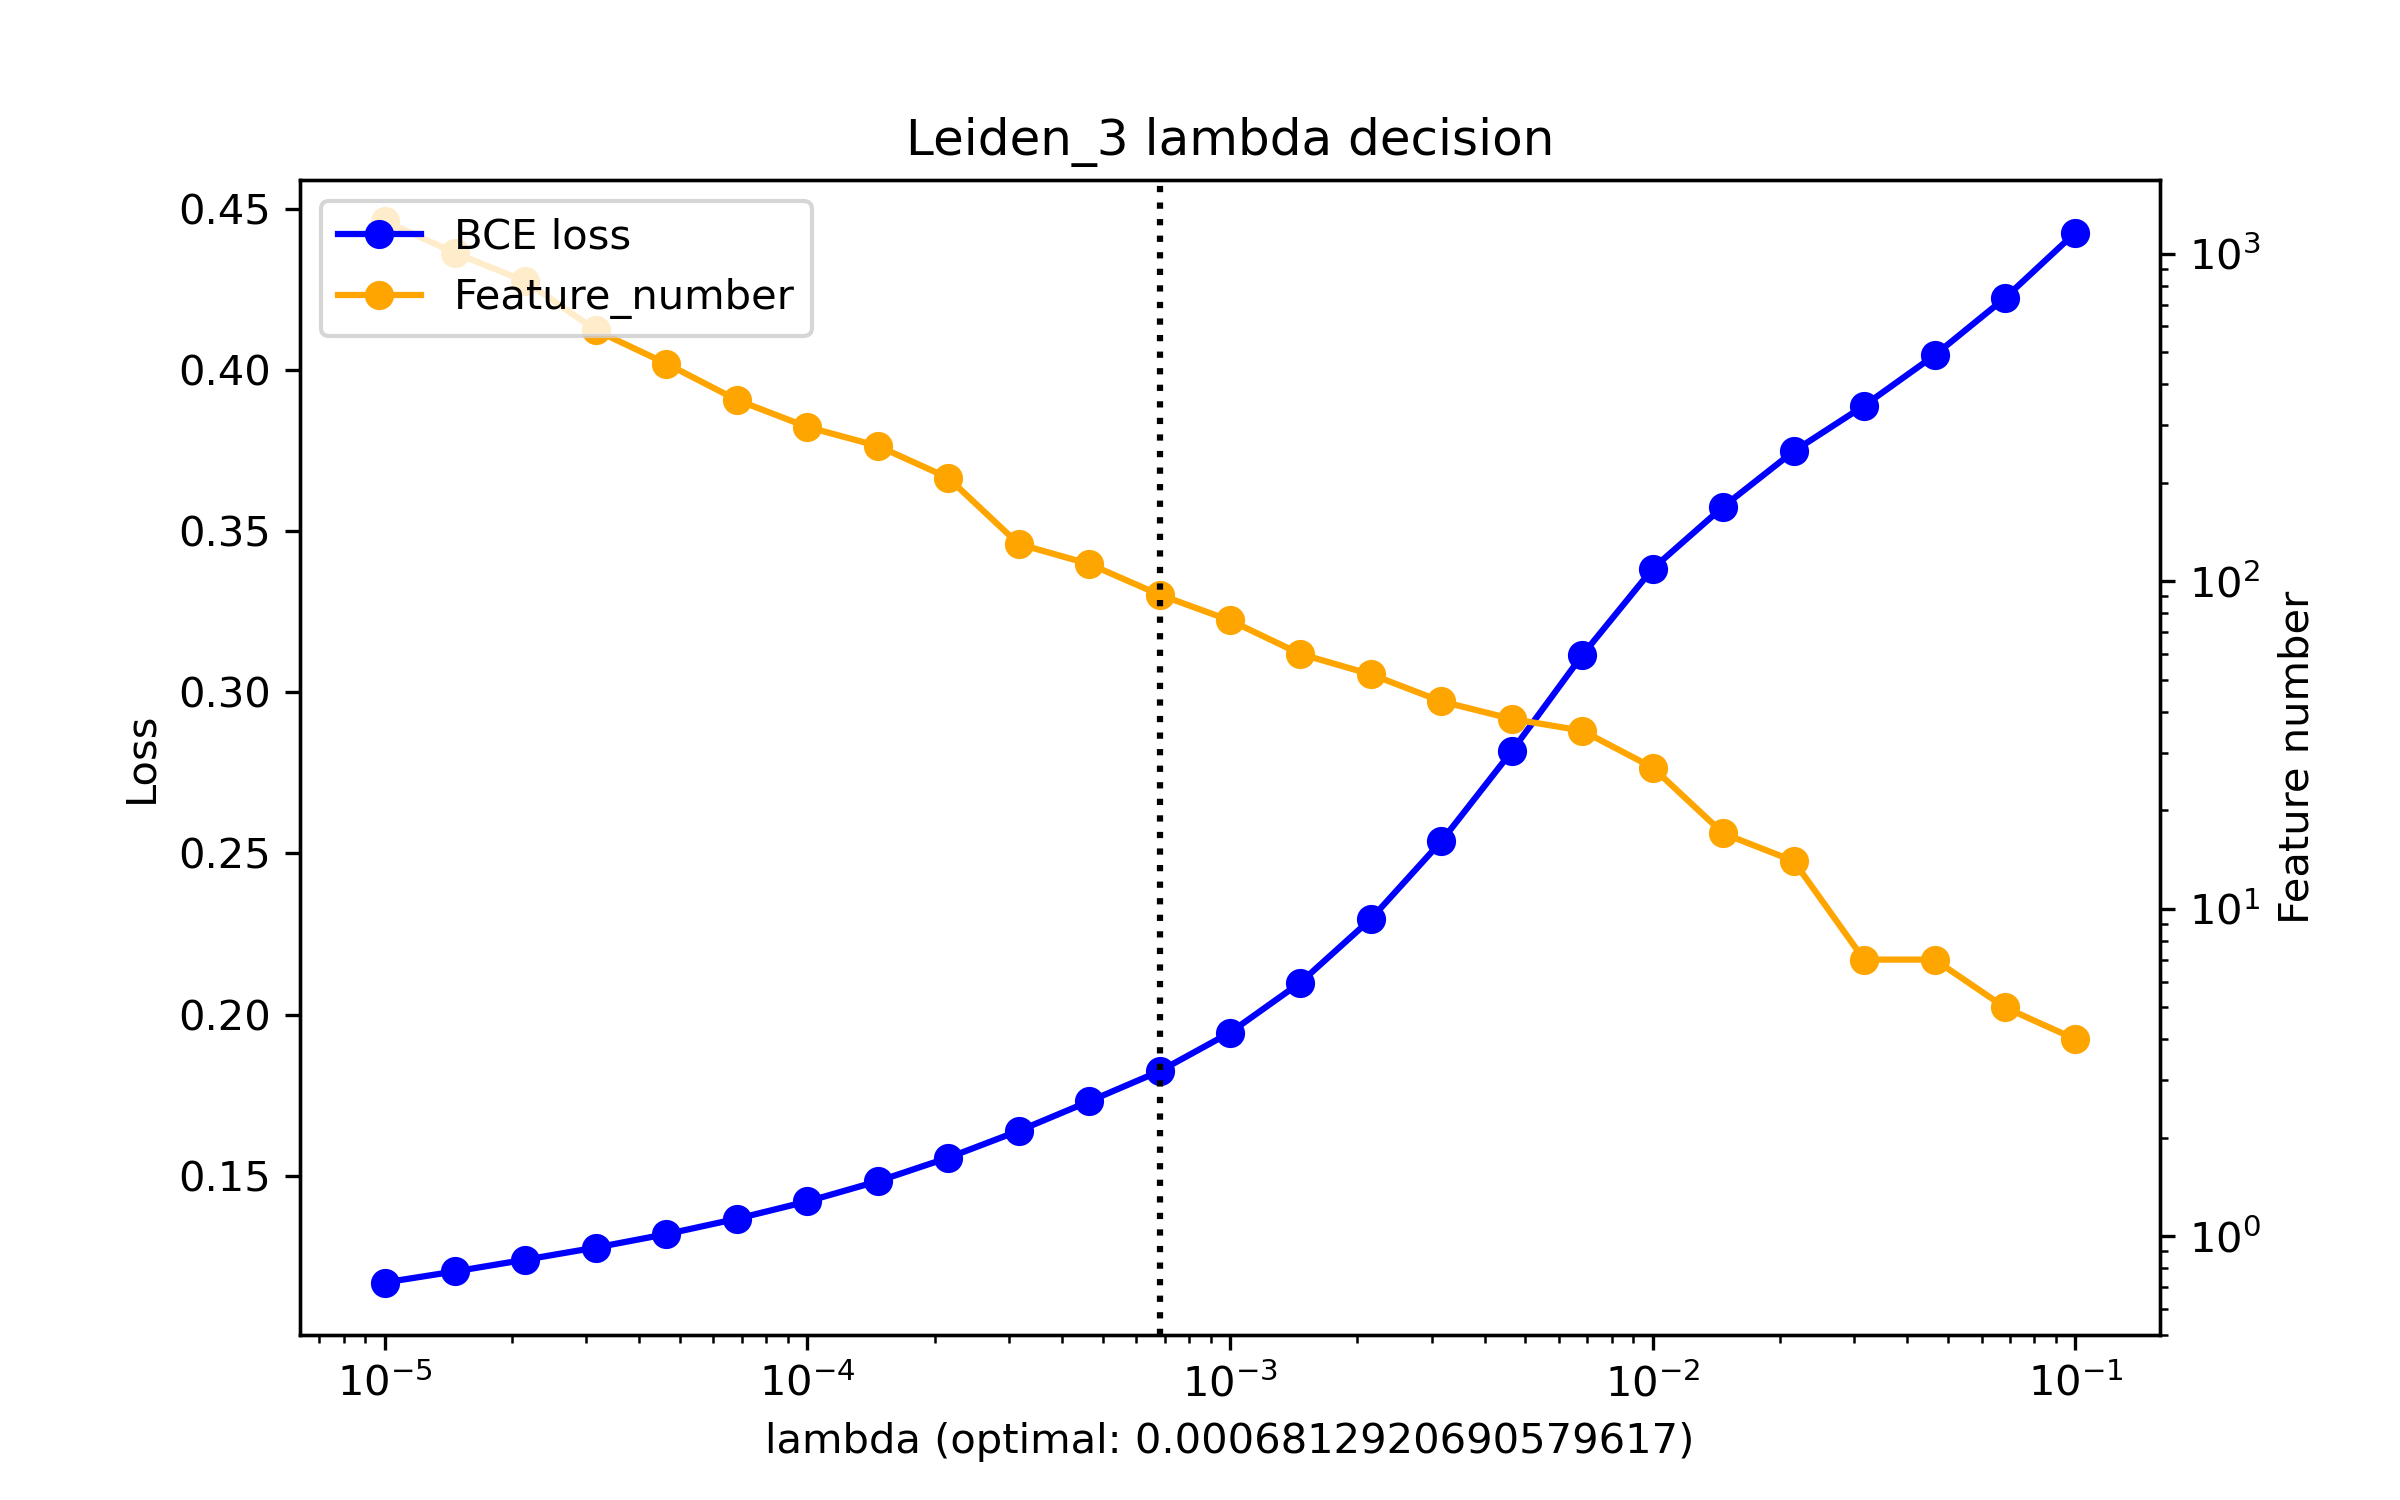 Leiden_3 lambda decision
BCE loss
Feature_number
0.45
0.40
0.35
0.30
0.25
0.20
0.15
Loss
10³
10²
10¹
10⁰
Feature number
10⁻⁵ 10⁻⁴ 10⁻³ 10⁻² 10⁻¹
lambda (optimal: 0.0006812920690579617)